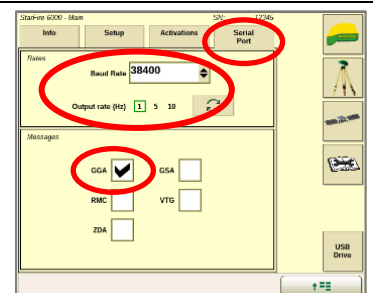 StarFire 6000 - Main SN: 12345
Info Setup Activations Serial Port
Rates
Baud Rate 38400
Output rate (Hz) 1 5 10
Messages
GGA GSA
RMC VTG
ZDA
USB Drive